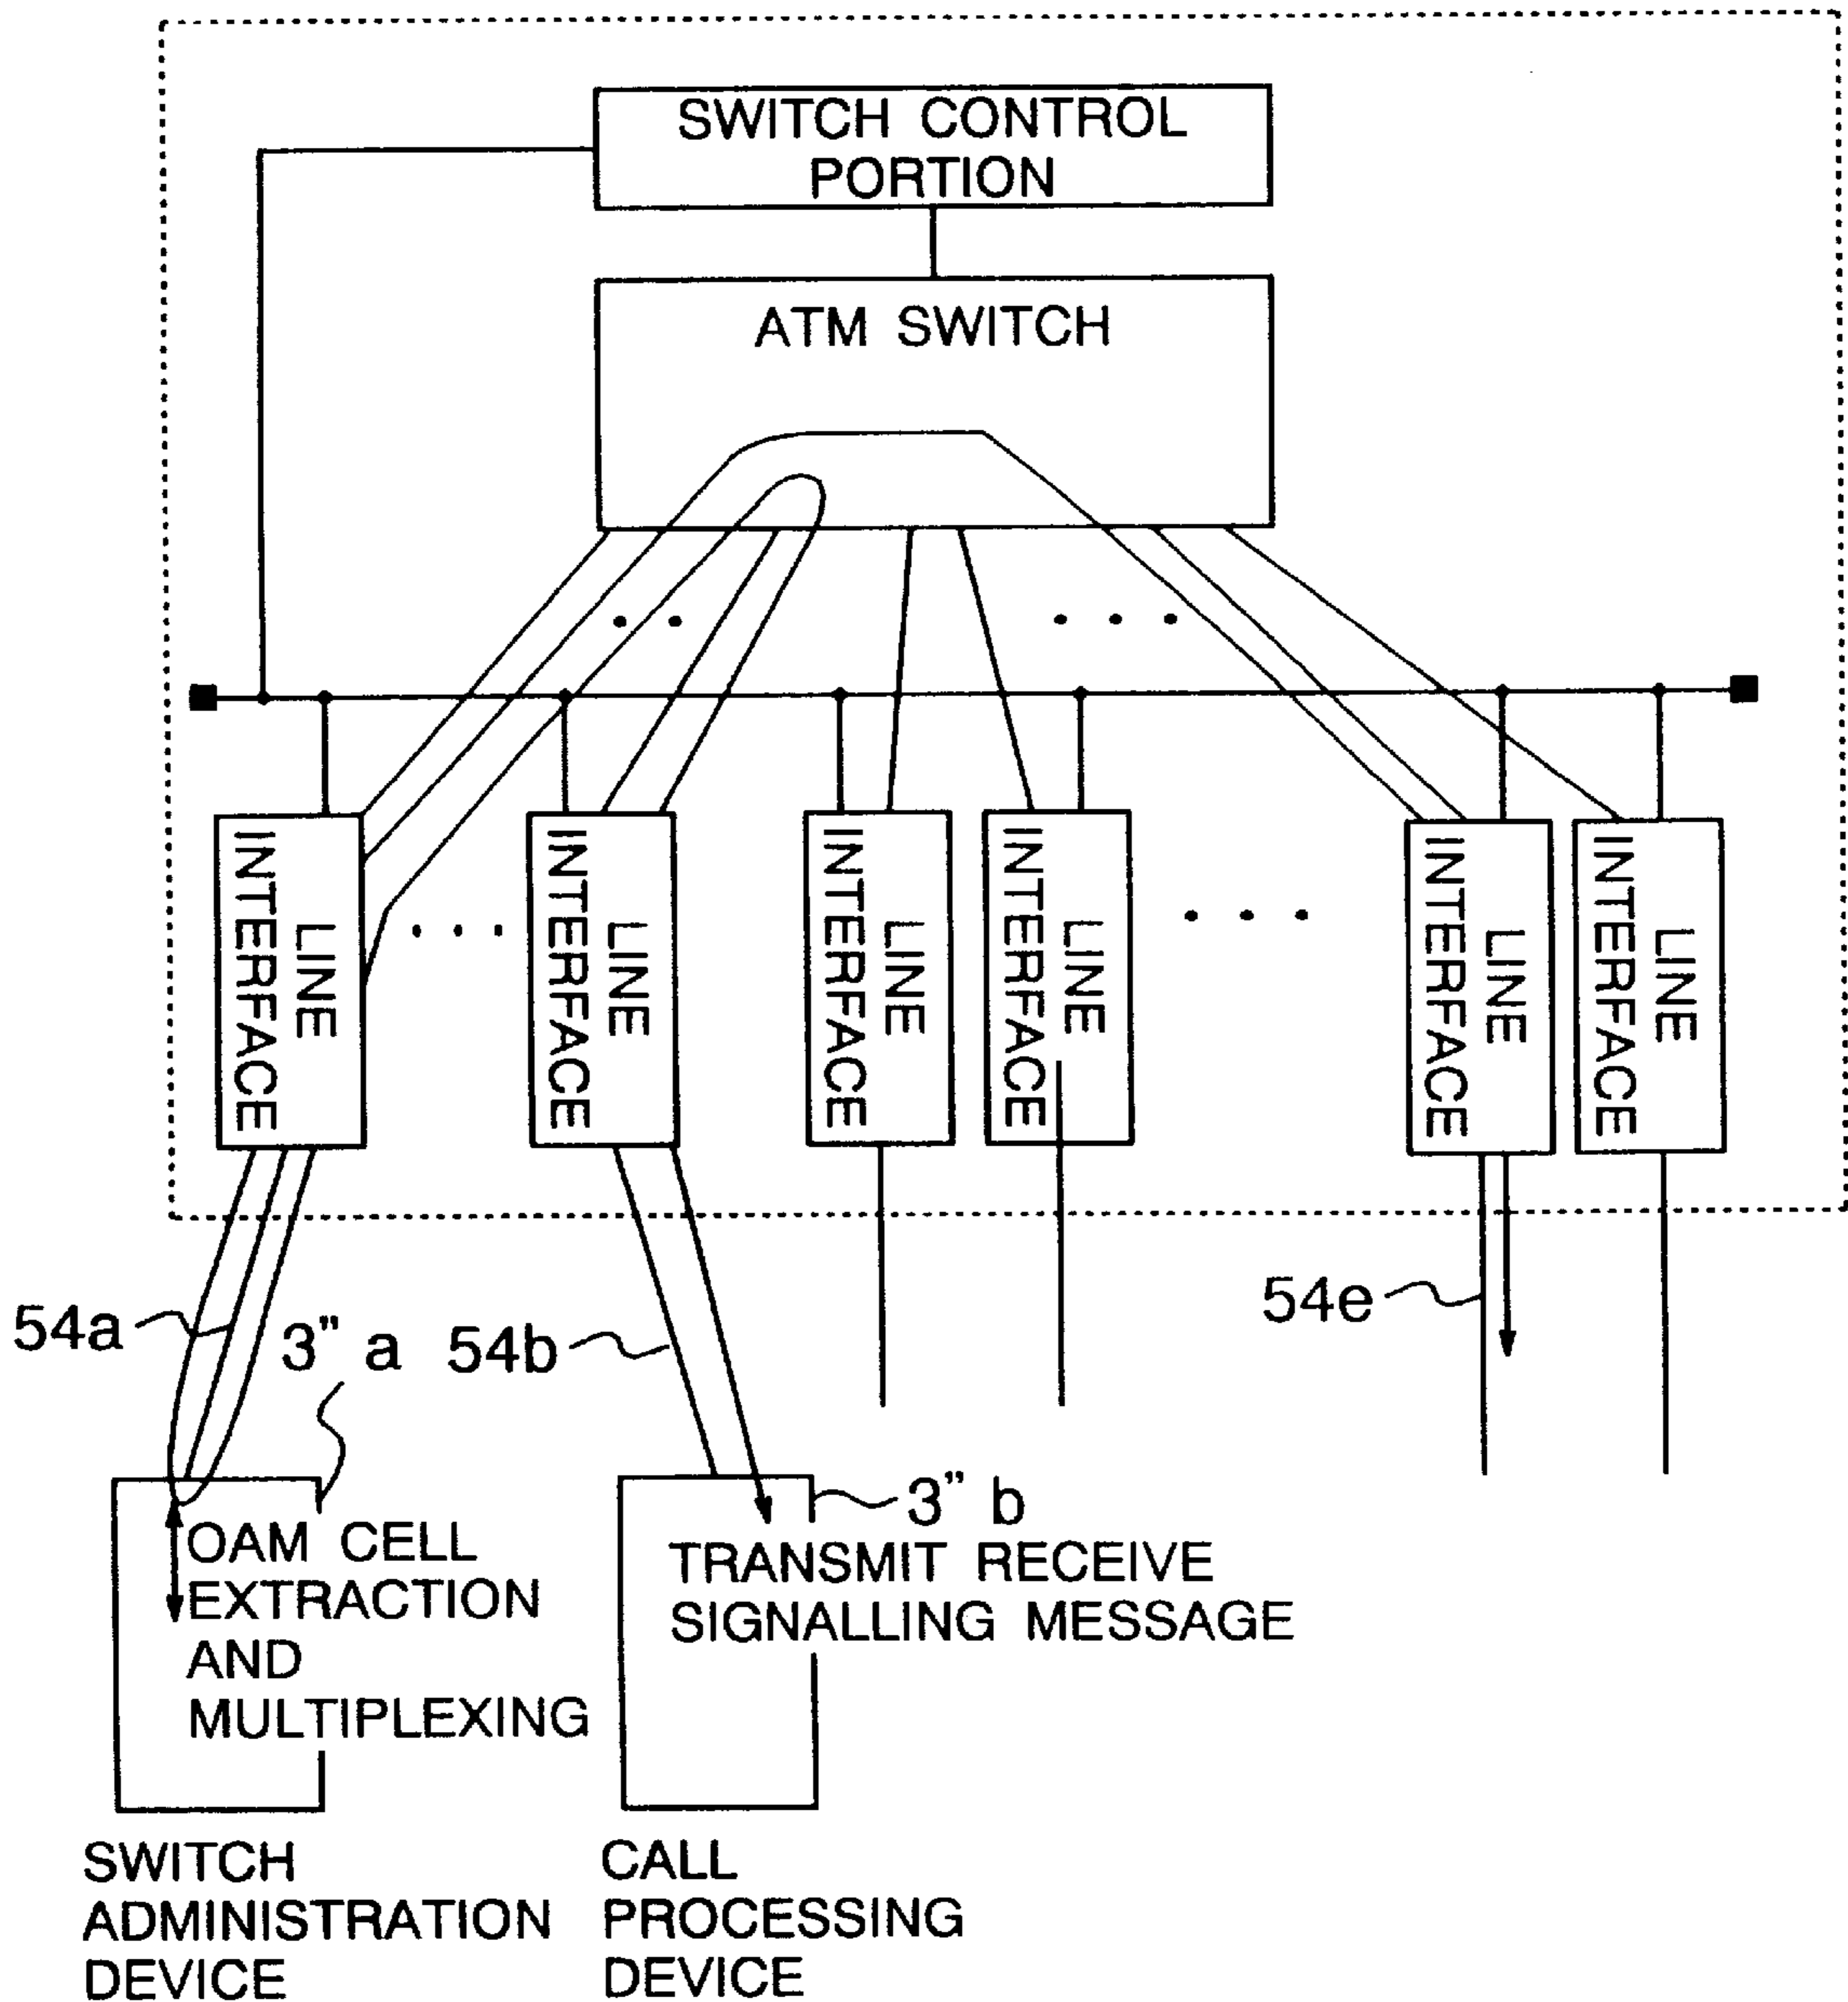 SWITCH CONTROL
PORTION
ATM SWITCH
LINE
INTERFACE
LINE
INTERFACE
LINE
INTERFACE
LINE
INTERFACE
LINE
INTERFACE
LINE
INTERFACE
54a
3" a
54b
54e
3" b
OAM CELL
EXTRACTION
AND
MULTIPLEXING
TRANSMIT RECEIVE
SIGNALLING MESSAGE
SWITCH
ADMINISTRATION
DEVICE
CALL
PROCESSING
DEVICE